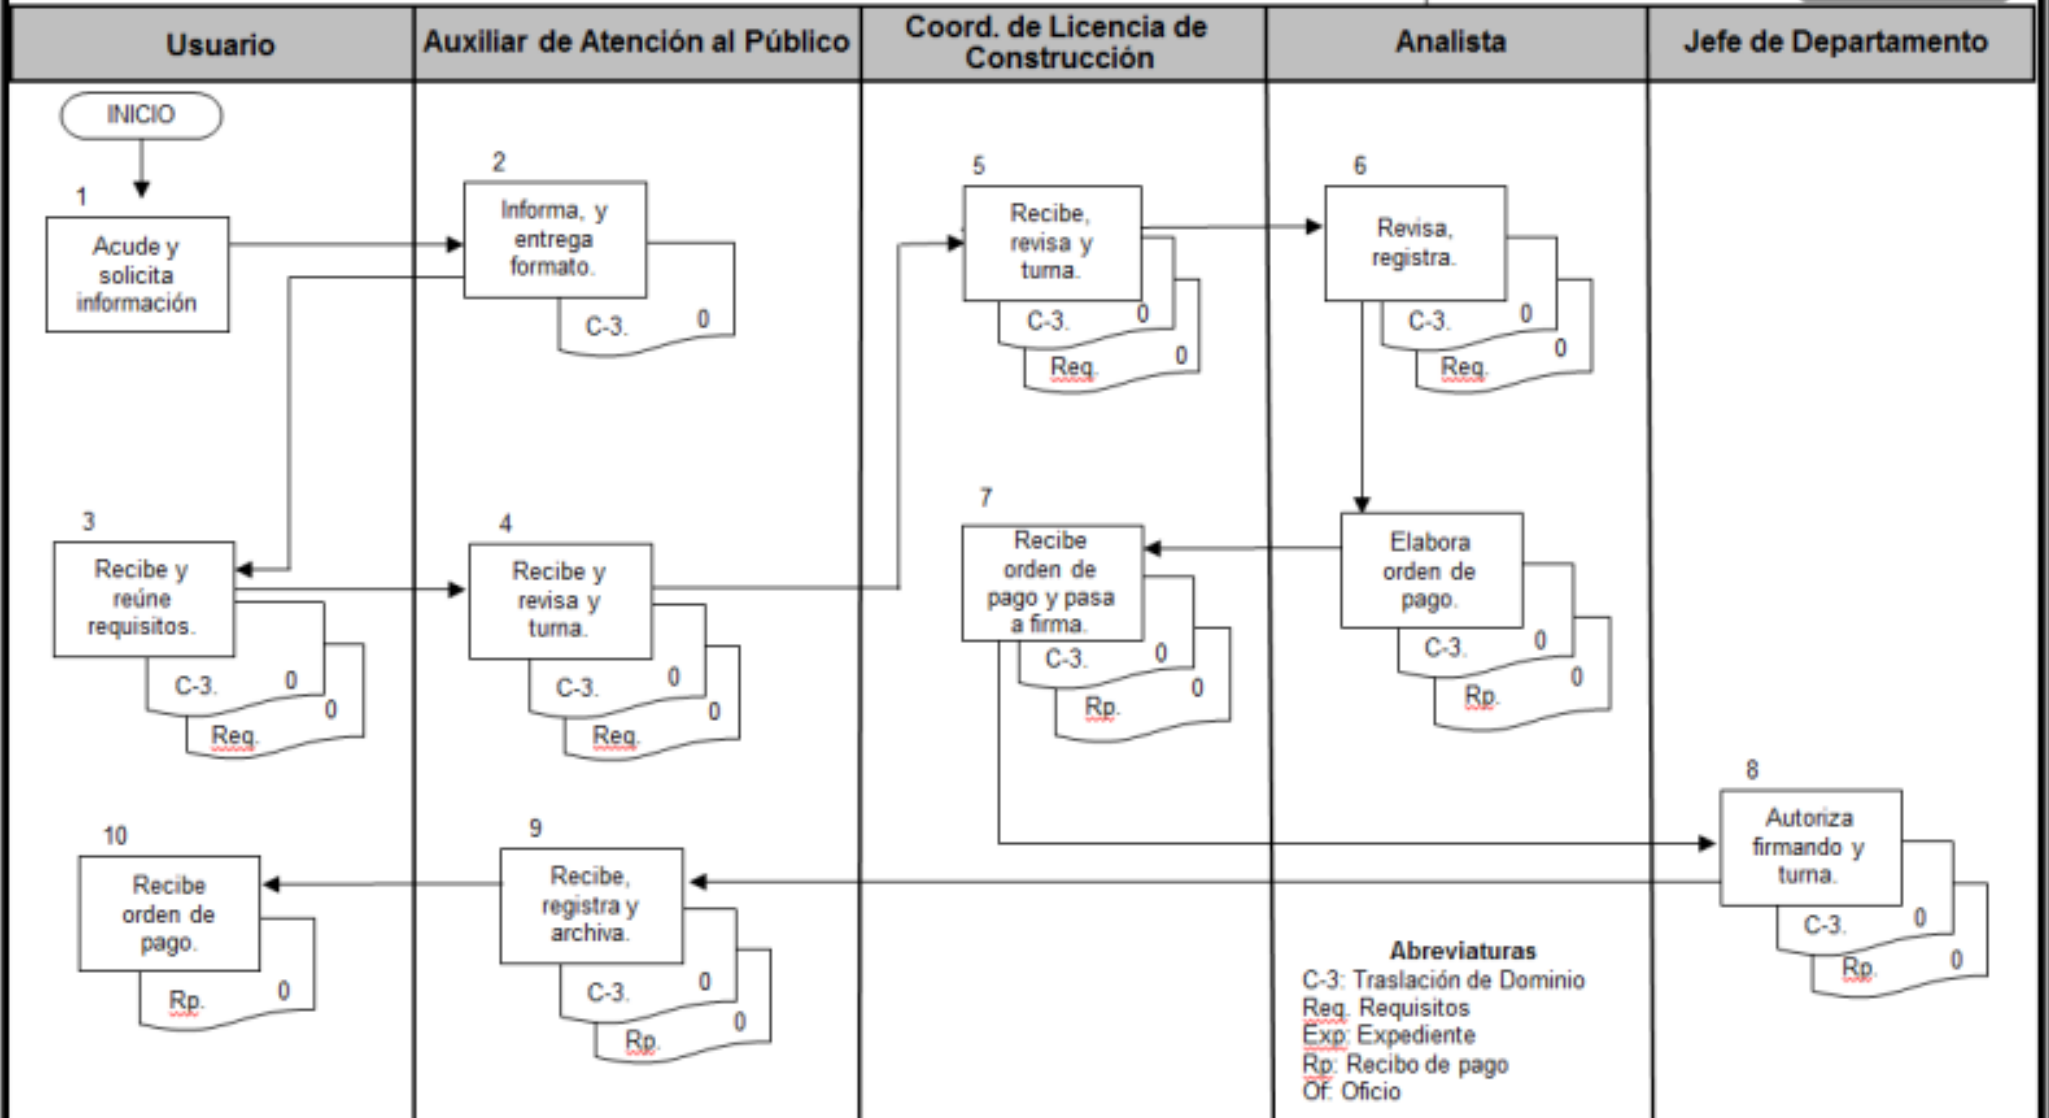 Usuario
Auxiliar de Atención al Público
Coord. de Licencia de
Construcción
Analista
Jefe de Departamento
INICIO
1
Acude y
solicita
información
2
Informa, y
entrega
formato.
C-3. 0
3
Recibe y
reúne
requisitos.
C-3. 0
Req. 0
4
Recibe y
revisa y
turna.
C-3. 0
Req. 0
5
Recibe,
revisa y
turna.
C-3. 0
Req. 0
6
Revisa,
registra.
C-3. 0
Req. 0
Elabora
orden de
pago.
C-3. 0
Rp. 0
7
Recibe
orden de
pago y pasa
a firma.
C-3. 0
Rp. 0
8
Autoriza
firmando y
turna.
C-3. 0
Rp. 0
9
Recibe,
registra y
archiva.
C-3. 0
Rp. 0
10
Recibe
orden de
pago.
Rp. 0
Abreviaturas
C-3: Traslación de Dominio
Req. Requisitos
Exp: Expediente
Rp: Recibo de pago
Of: Oficio